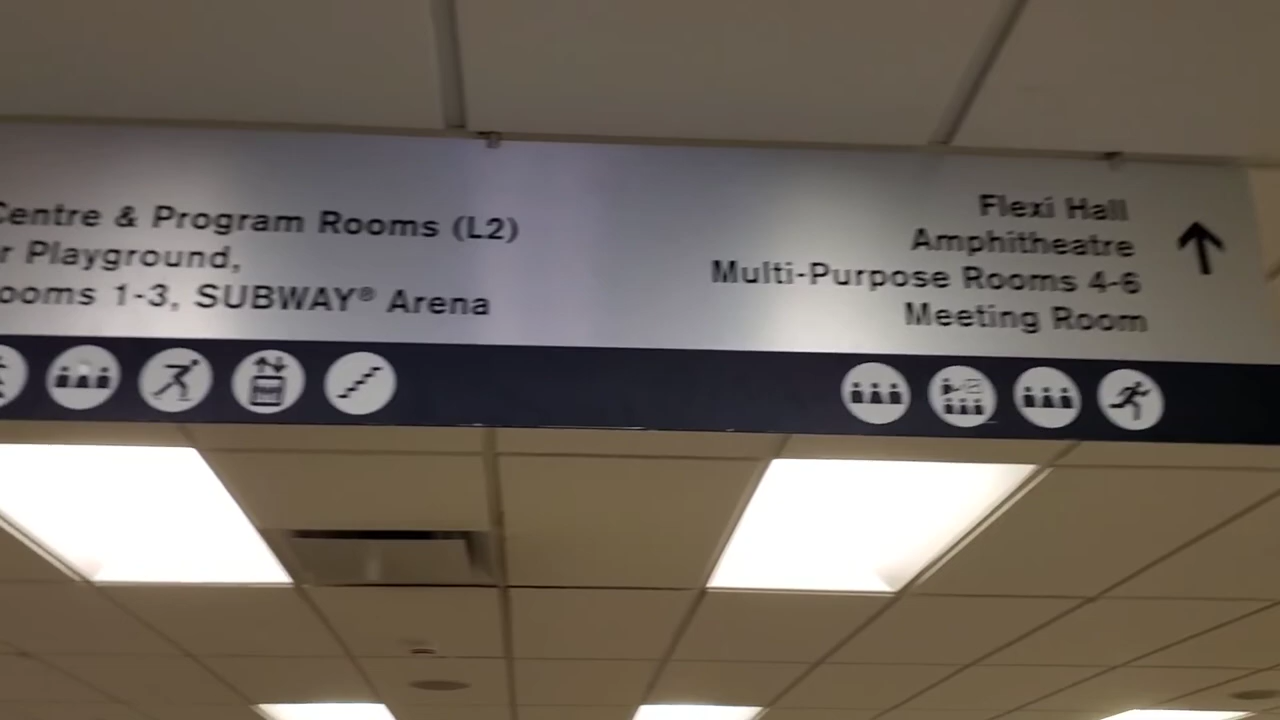 Centre & Program Rooms (L2)
r Playground,
ooms 1-3, SUBWAY® Arena
Flexi Hall
Amphitheatre
Multi-Purpose Rooms 4-6
Meeting Room